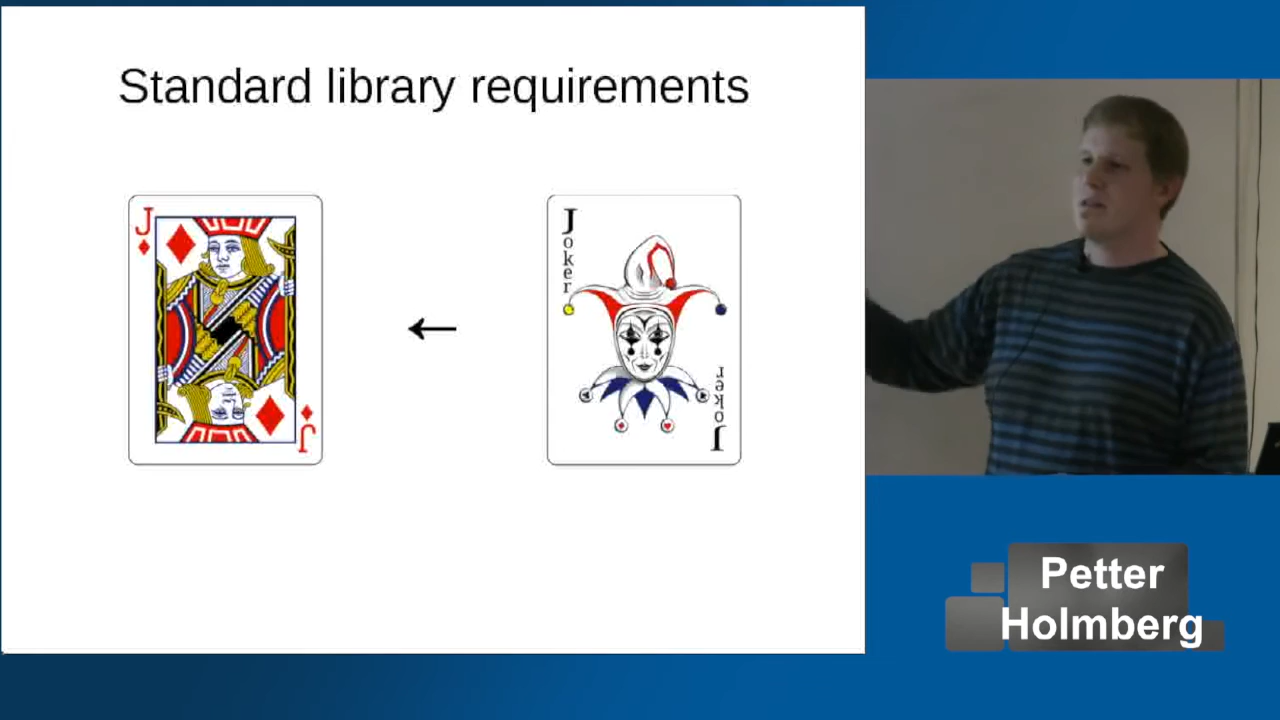 Standard library requirements
J
J
Joker
Joker
Petter
Holmberg